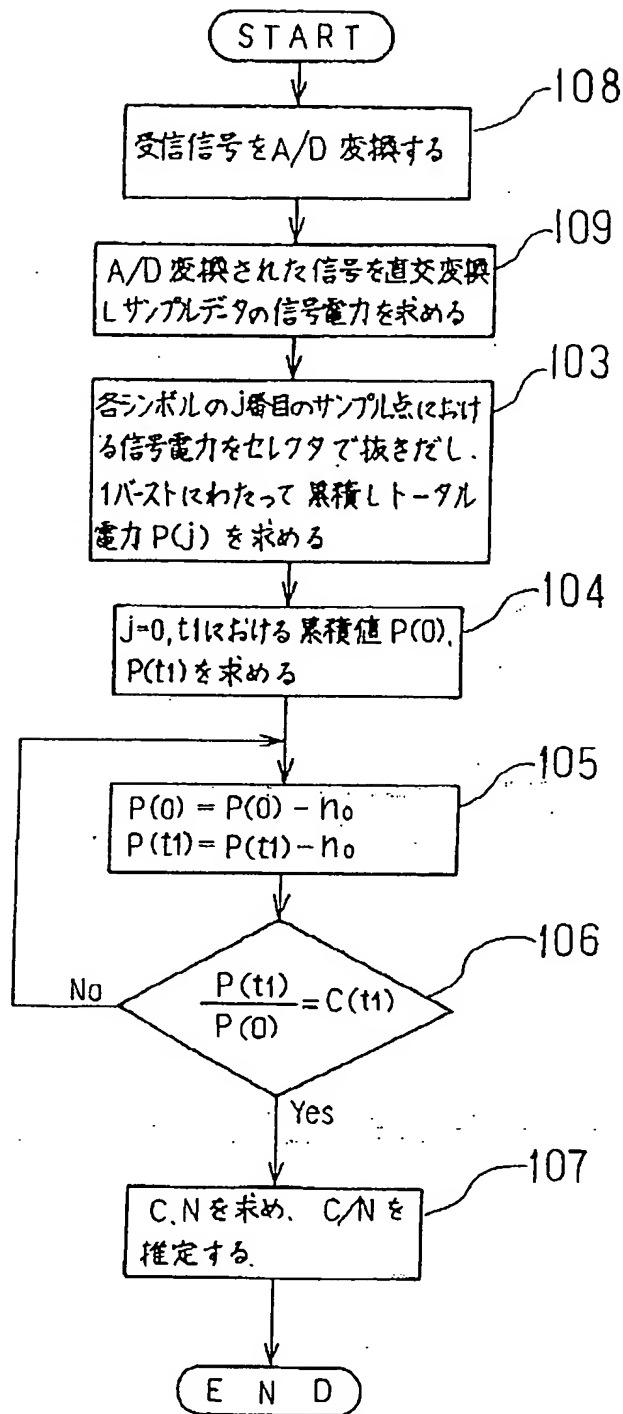 START
108
受信信号をA/D 変換する
109
A/D 変換された信号を直交変換
しサンプルデータの信号電力を求める
103
各シンボルのj番目のサンプル点におけ
る信号電力をセレクタで抜きだし、
1バーストにわたって 累積しトータル
電力 P(j) を求める
104
j=0, t1における 累積値 P(0),
P(t1) を求める
105
P(0) = P(0) - n₀
P(t1) = P(t1) - n₀
106
No
P(t1)
P(0)
= C(t1)
Yes
107
C、Nを求め、 C/Nを
推定する.
END